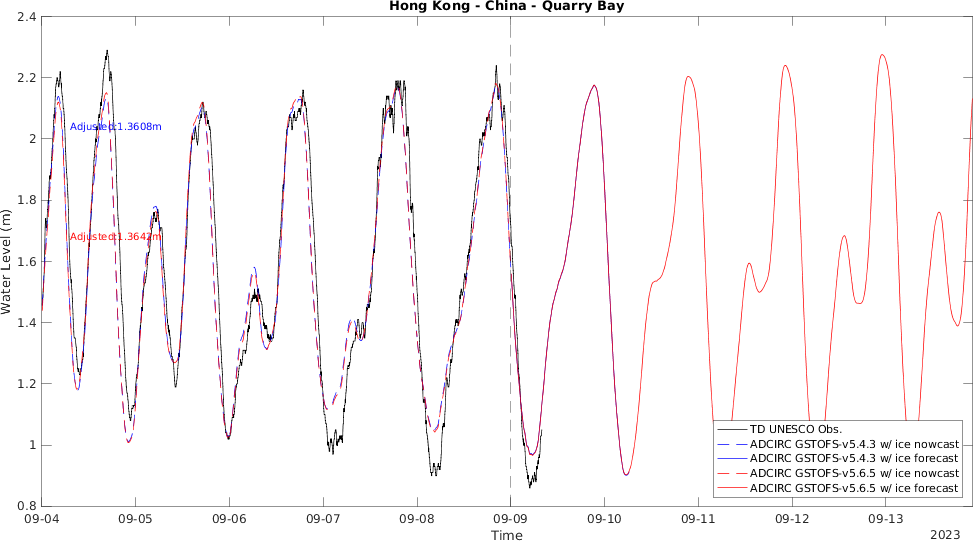 Hong Kong - China - Quarry Bay
2.4
2.2
2
1.8
1.6
1.4
1.2
1
0.8
Water Level (m)
Adjusted:1.3608m
Adjusted:1.3642m
TD UNESCO Obs.
ADCIRC GSTOFS-v5.4.3 w/ ice nowcast
ADCIRC GSTOFS-v5.4.3 w/ ice forecast
ADCIRC GSTOFS-v5.6.5 w/ ice nowcast
ADCIRC GSTOFS-v5.6.5 w/ ice forecast
09-04 09-05 09-06 09-07 09-08 09-09 09-10 09-11 09-12 09-13
Time
2023